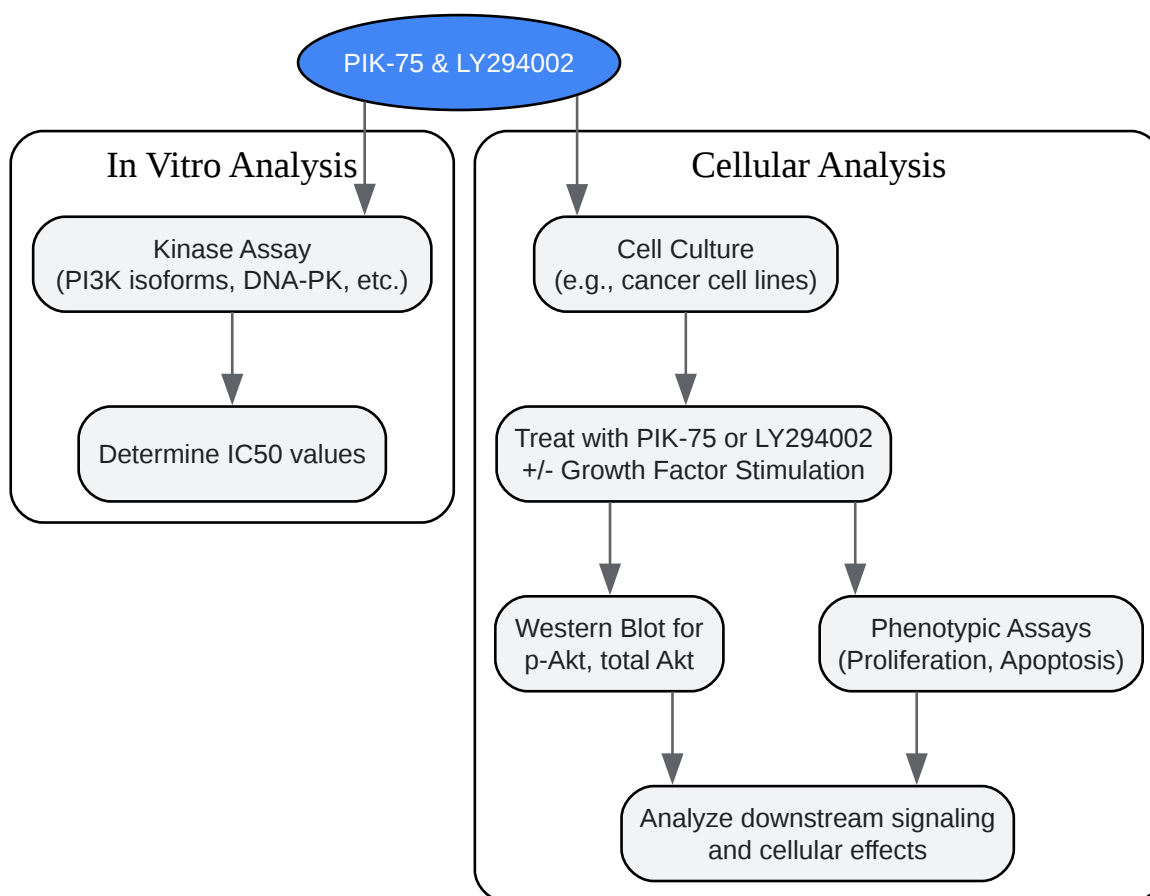 PIK-75 & LY294002
In Vitro Analysis
Kinase Assay
(PI3K isoforms, DNA-PK, etc.)
Determine IC50 values
Cellular Analysis
Cell Culture
(e.g., cancer cell lines)
Treat with PIK-75 or LY294002
+/- Growth Factor Stimulation
Western Blot for
p-Akt, total Akt
Phenotypic Assays
(Proliferation, Apoptosis)
Analyze downstream signaling
and cellular effects